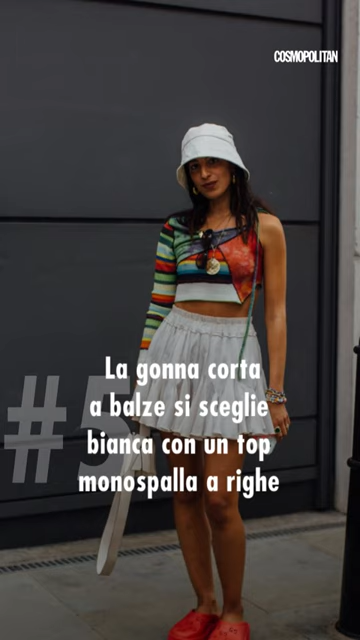 COSMOPOLITAN
#5
La gonna corta
a balze si sceglie
bianca con un top
monospalla a righe